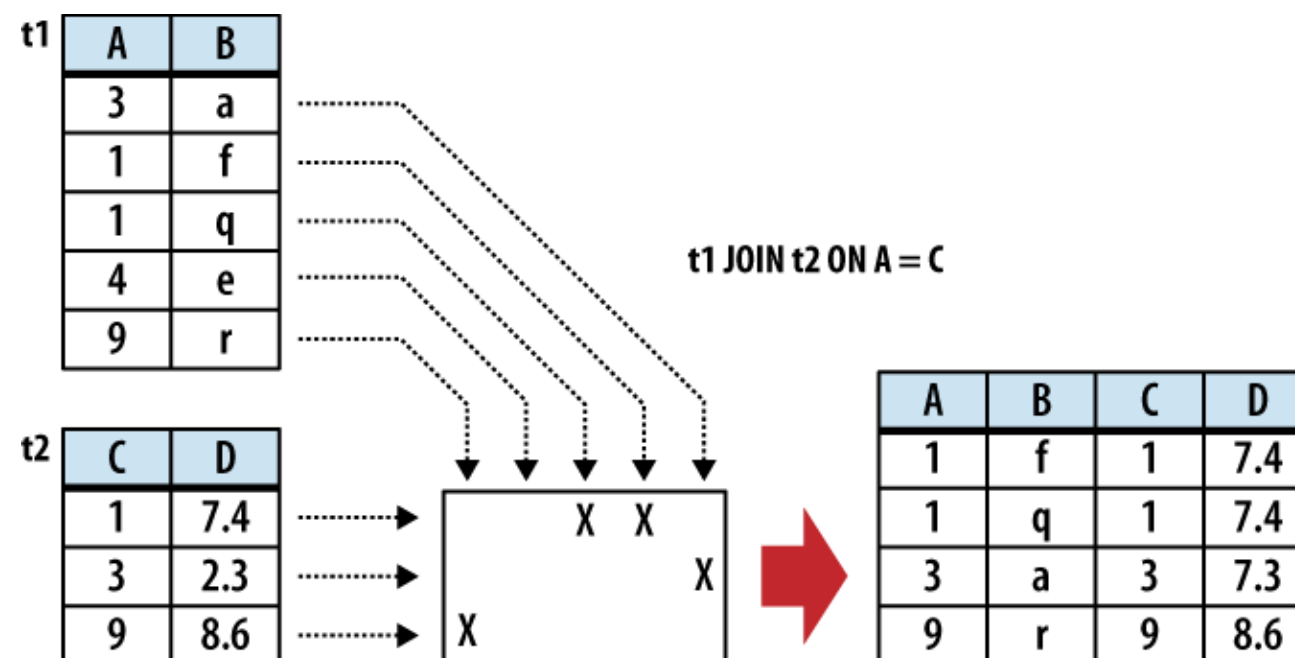 t1
A B
3 a
1 f
1 q
4 e
9 r
t1 JOIN t2 ON A = C
t2
C D
1 7.4
3 2.3
9 8.6
X X
X
X
A B C D
1 f 1 7.4
1 q 1 7.4
3 a 3 7.3
9 r 9 8.6